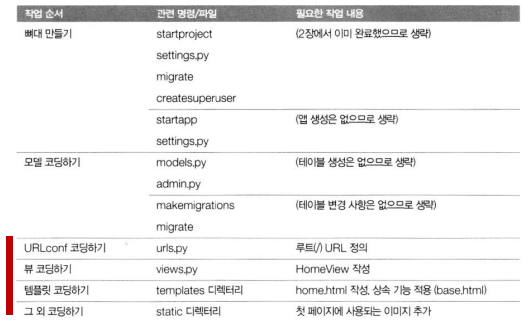 작업 순서 관련 명령/파일 필요한 작업 내용
뼈대 만들기 startproject (2장에서 이미 완료했으므로 생략)
settings.py
migrate
createsuperuser
startapp (앱 생성은 없으므로 생략)
settings.py
모델 코딩하기 models.py (테이블 생성은 없으므로 생략)
admin.py
makemigrations (테이블 변경 사항은 없으므로 생략)
migrate
URLconf 코딩하기 urls.py 루트(/) URL 정의
뷰 코딩하기 views.py HomeView 작성
템플릿 코딩하기 templates 디렉터리 home.html 작성, 상속 기능 적용 (base.html)
그 외 코딩하기 static 디렉터리 첫 페이지에 사용되는 이미지 추가